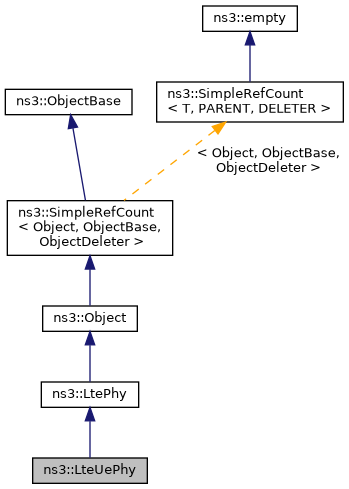 ns3::empty
ns3::SimpleRefCount
< T, PARENT, DELETER >
ns3::ObjectBase
< Object, ObjectBase,
ObjectDeleter >
ns3::SimpleRefCount
< Object, ObjectBase,
ObjectDeleter >
ns3::Object
ns3::LtePhy
ns3::LteUePhy